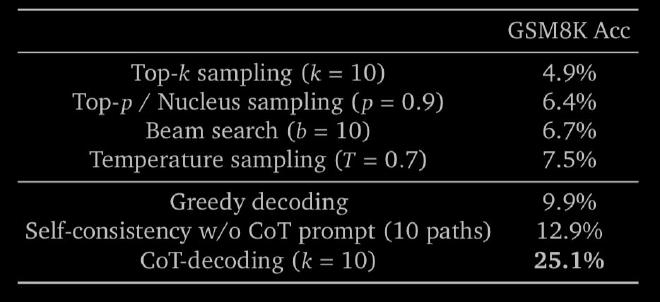 GSM8K Acc
Top-k sampling (k = 10) 4.9%
Top-p / Nucleus sampling (p = 0.9) 6.4%
Beam search (b = 10) 6.7%
Temperature sampling (T = 0.7) 7.5%
Greedy decoding 9.9%
Self-consistency w/o CoT prompt (10 paths) 12.9%
CoT-decoding (k = 10) 25.1%